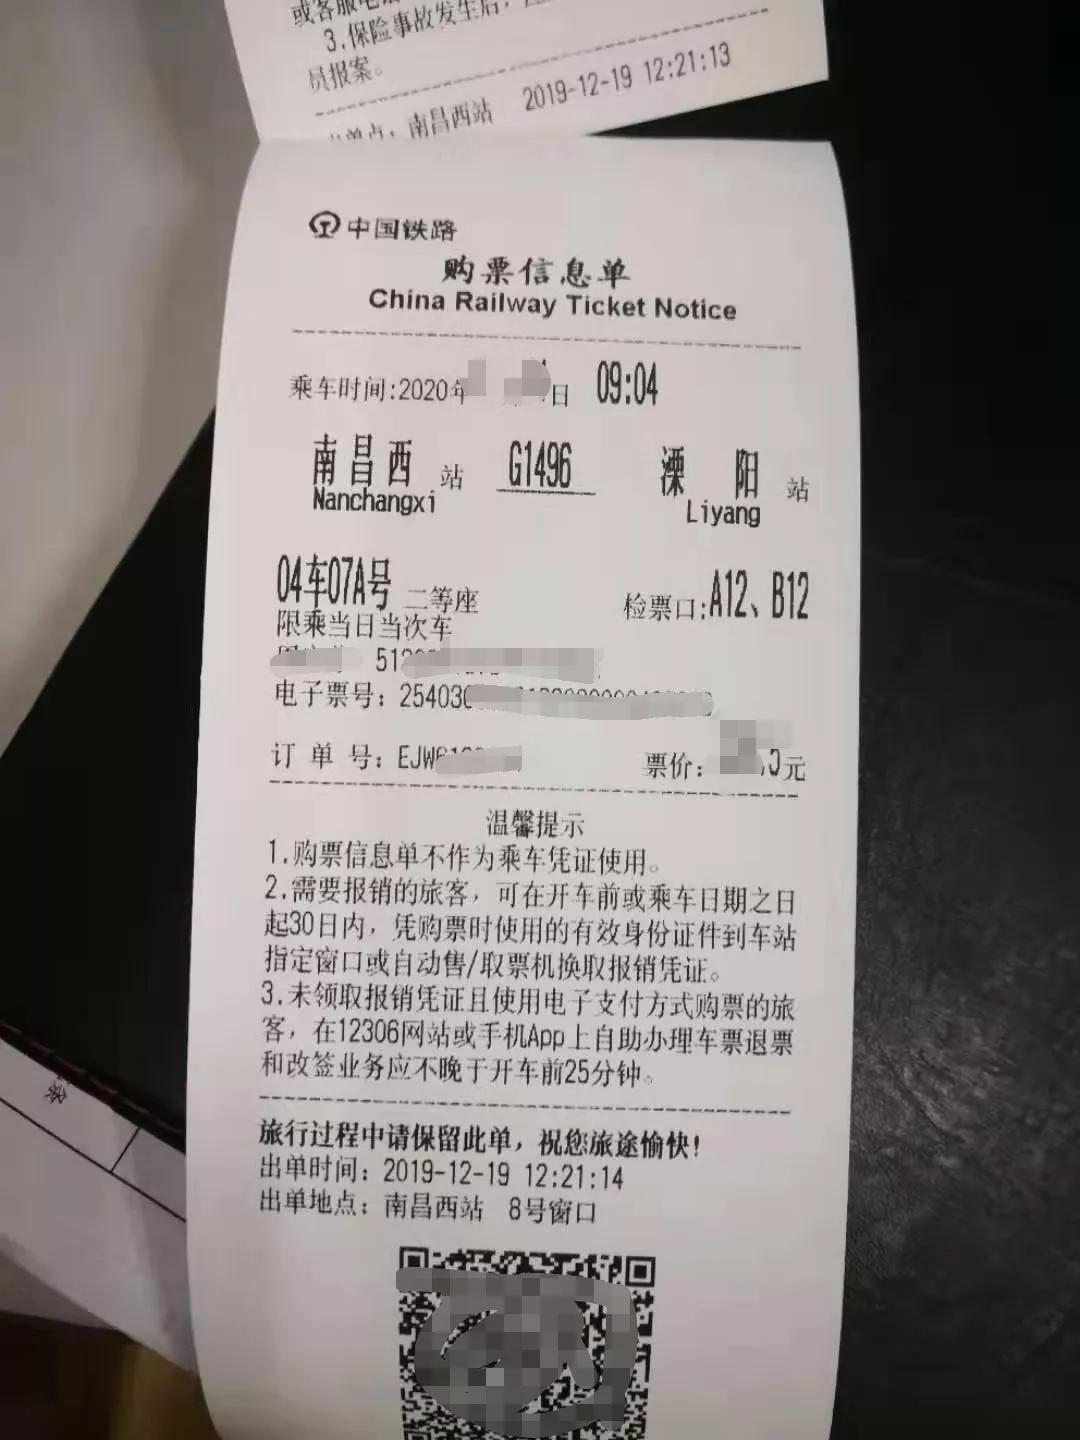 或客服电
3.保险事故发生后,
员报案。
南昌西站 2019-12-19 12:21:13
中国铁路
购票信息单
China Railway Ticket Notice
乘车时间:2020年 日 09:04
南昌西 站 G1496 溧阳 站
Nanchangxi Liyang
04车07A号 二等座 检票口:A12、B12
限乘当日当次车
51
电子票号: 254030
订单号: EJW 票价: 元
温馨提示
1.购票信息单不作为乘车凭证使用。
2.需要报销的旅客,可在开车前或乘车日期之日
起30日内,凭购票时使用的有效身份证件到车站
指定窗口或自动售/取票机换取报销凭证。
3.未领取报销凭证且使用电子支付方式购票的旅
客,在12306网站或手机App上自助办理车票退票
和改签业务应不晚于开车前25分钟。
旅行过程中请保留此单,祝您旅途愉快!
出单时间: 2019-12-19 12:21:14
出单地点: 南昌西站 8号窗口